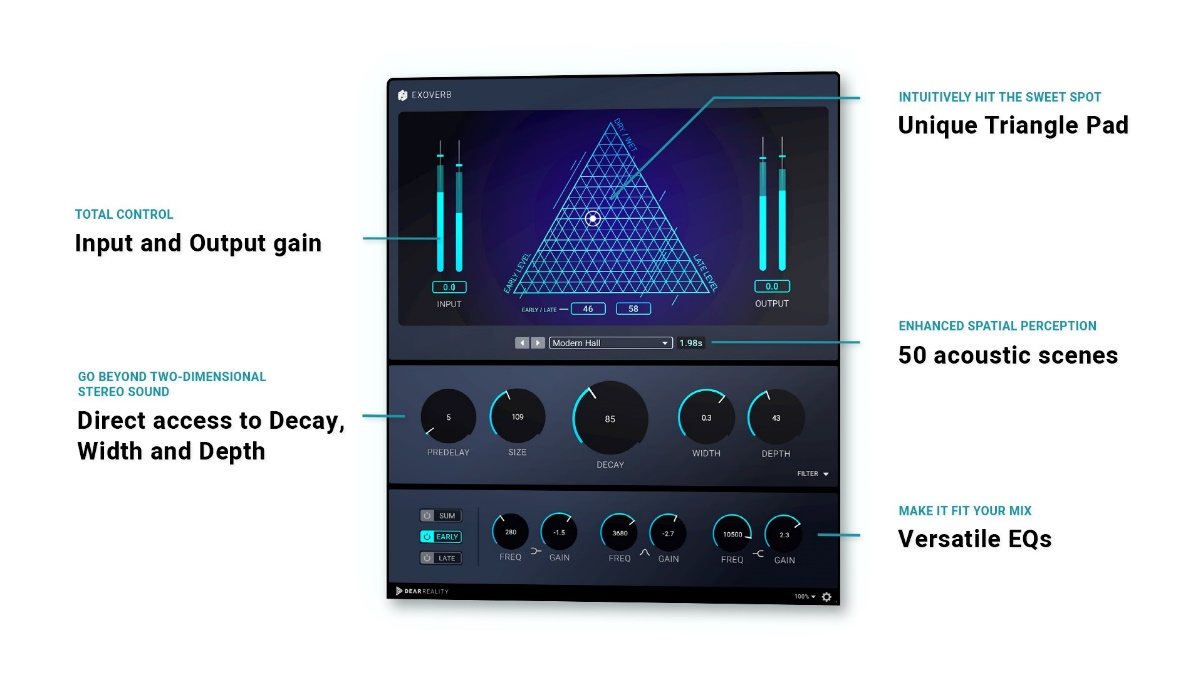 EXOVERB
DRY / WET
EARLY LEVEL
LATE LEVEL
0.0
INPUT
0.0
OUTPUT
EARLY / LATE
46
58
Modern Hall
1.98s
5
PREDELAY
109
SIZE
85
DECAY
0.3
WIDTH
43
DEPTH
FILTER
SUM
EARLY
LATE
280
FREQ
-1.5
GAIN
3680
FREQ
-2.7
GAIN
10500
FREQ
2.3
GAIN
DEARREALITY
100%
TOTAL CONTROL
Input and Output gain
GO BEYOND TWO-DIMENSIONAL
STEREO SOUND
Direct access to Decay,
Width and Depth
INTUITIVELY HIT THE SWEET SPOT
Unique Triangle Pad
ENHANCED SPATIAL PERCEPTION
50 acoustic scenes
MAKE IT FIT YOUR MIX
Versatile EQs